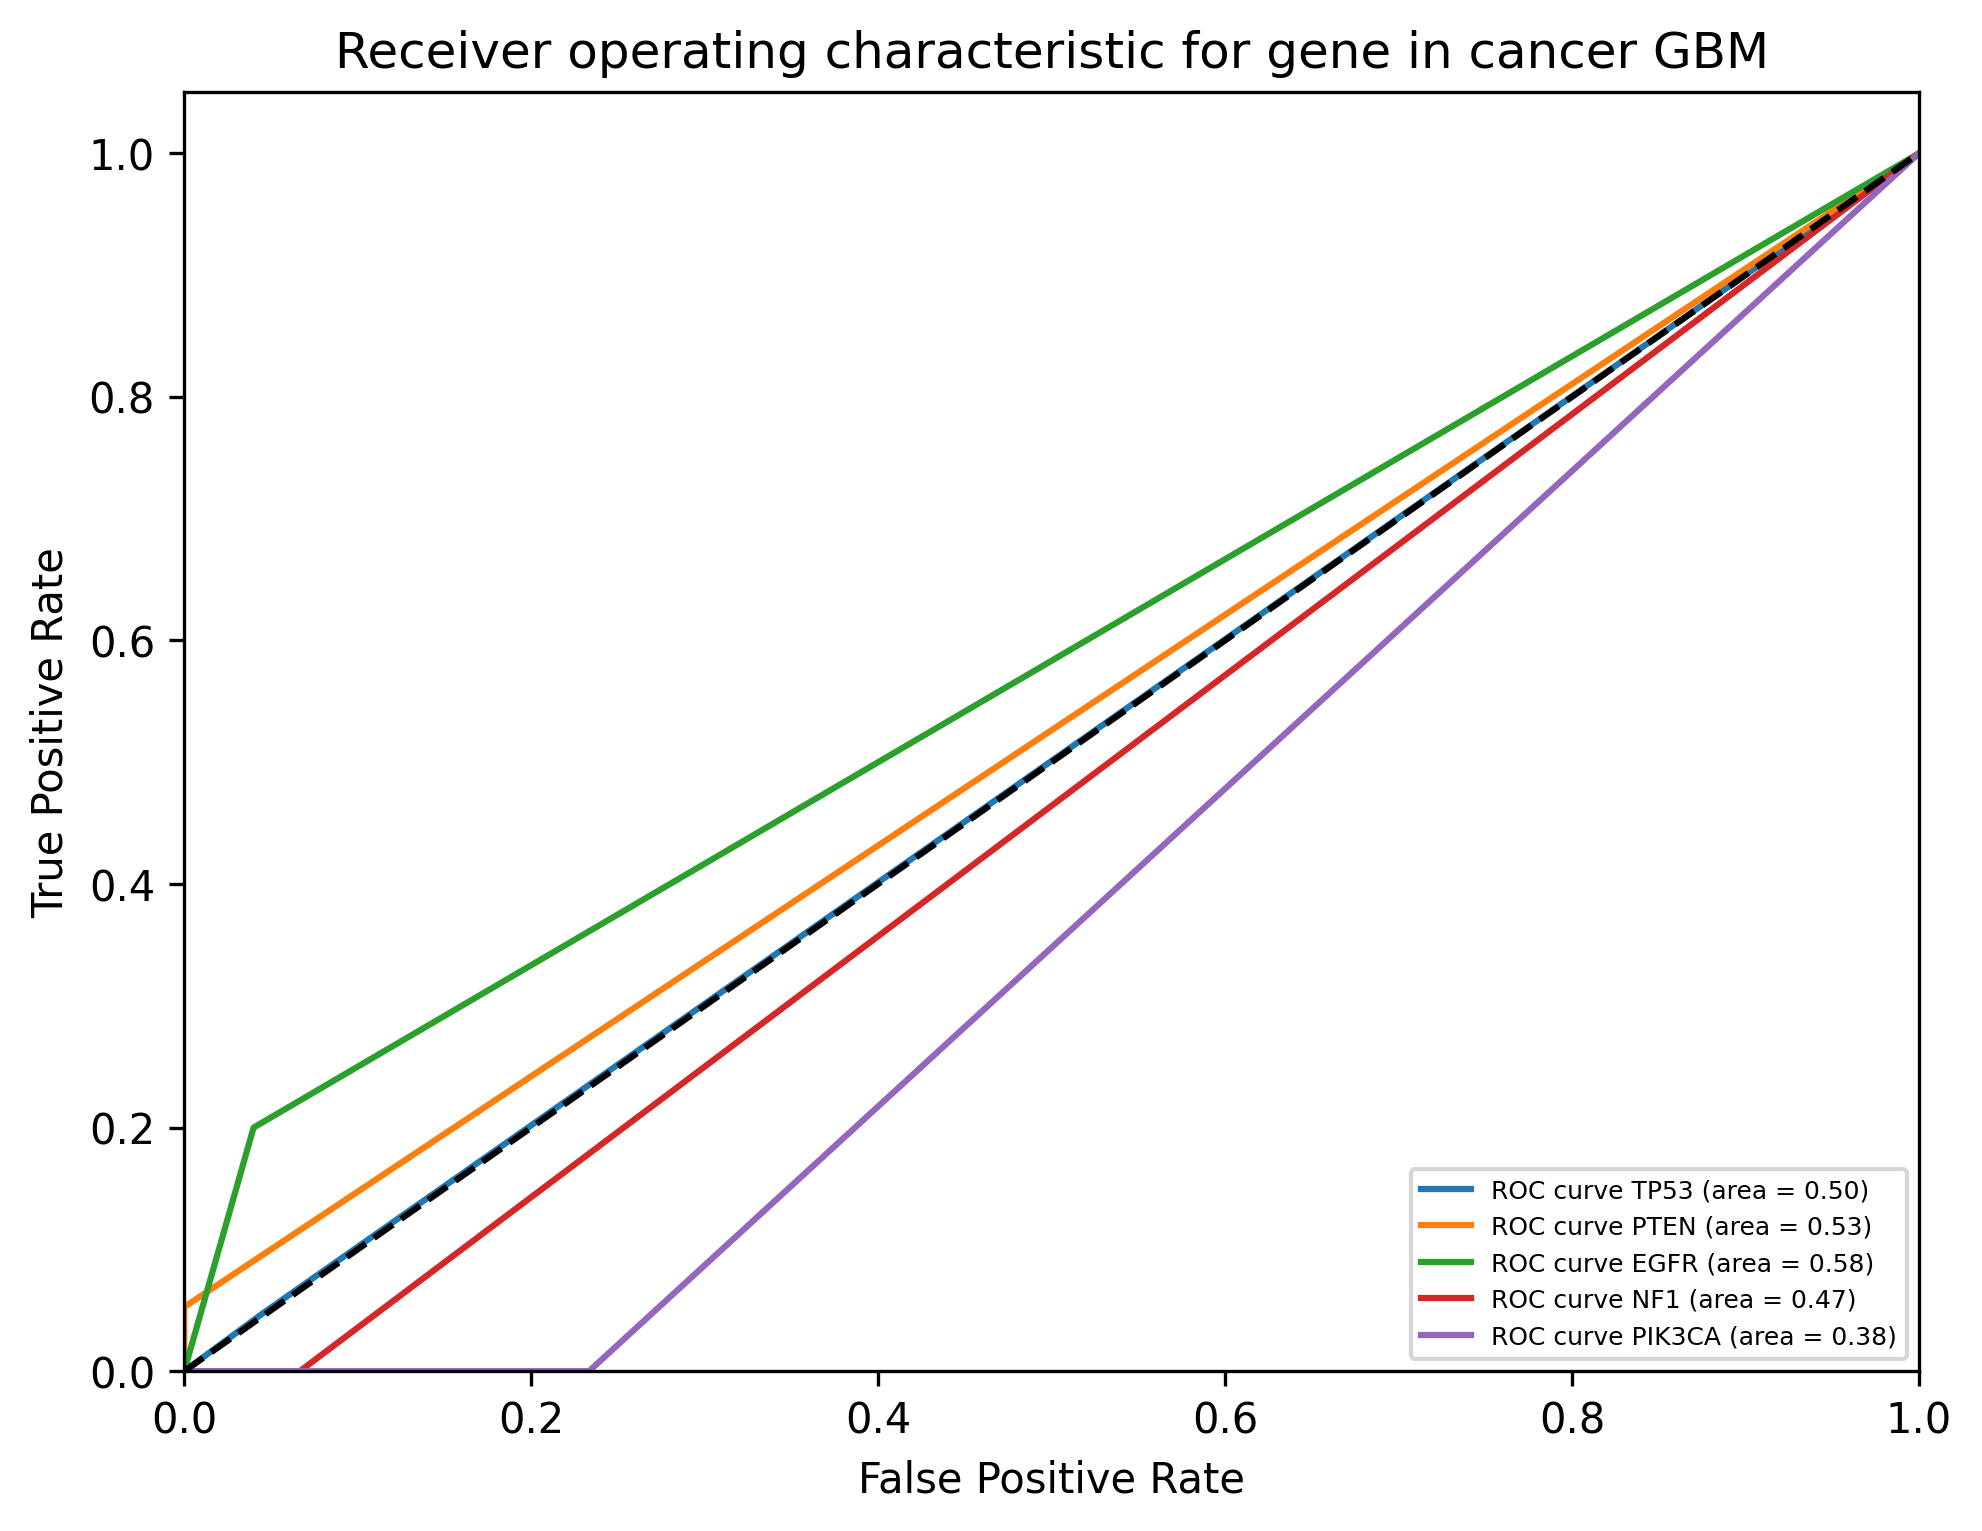 Receiver operating characteristic for gene in cancer GBM
1.0
0.8
0.6
0.4
0.2
0.0
True Positive Rate
0.0 0.2 0.4 0.6 0.8 1.0
False Positive Rate
ROC curve TP53 (area = 0.50)
ROC curve PTEN (area = 0.53)
ROC curve EGFR (area = 0.58)
ROC curve NF1 (area = 0.47)
ROC curve PIK3CA (area = 0.38)